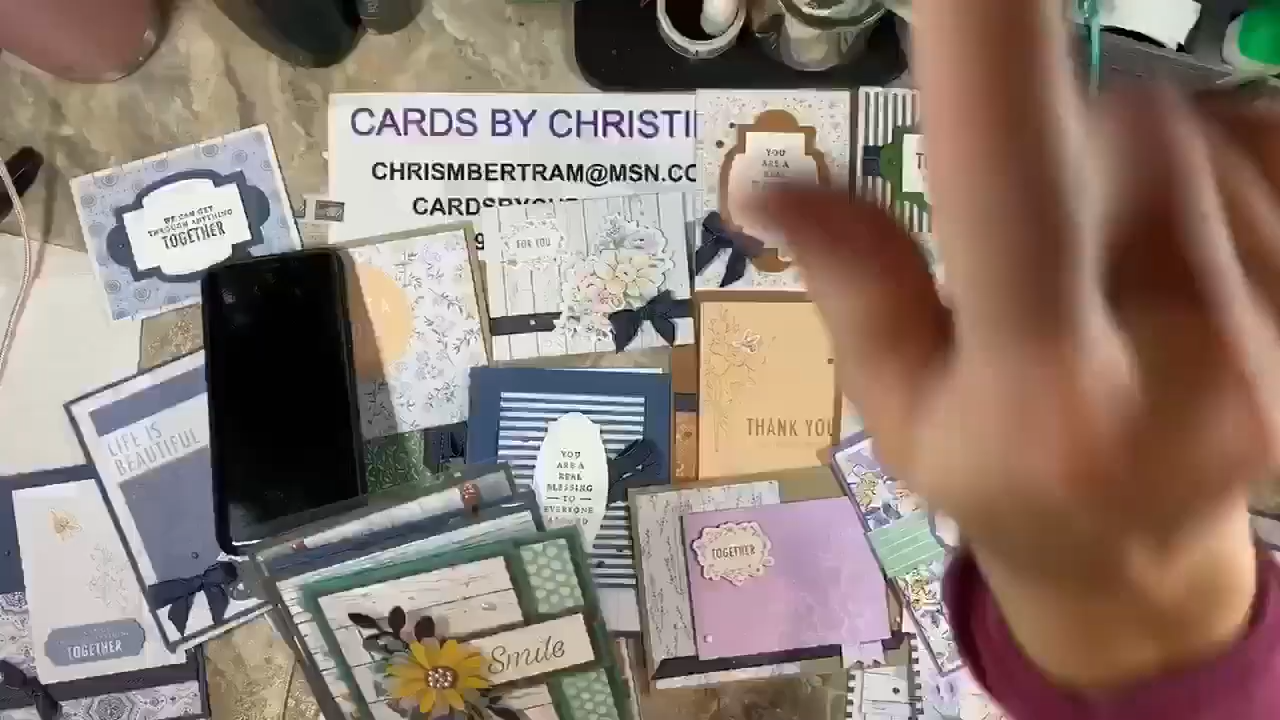 CARDS BY CHRISTI
CHRISMBERTRAM@MSN.CO
WE CAN GET
THROUGH ANYTHING
TOGETHER
YOU
ARE A
REAL
FOR YOU
LIFE IS
BEAUTIFUL
THANK YOU
YOU
ARE A
REAL
BLESSING
TO
EVERYONE
TOGETHER
TOGETHER
Smile